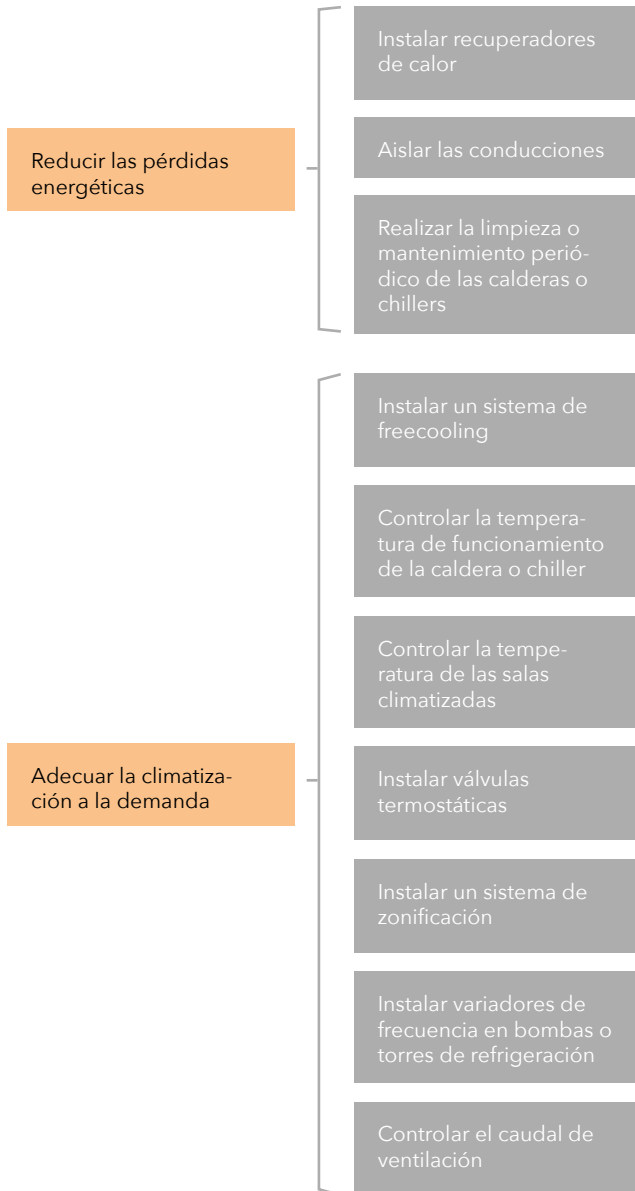 Reducir las pérdidas
energéticas
Instalar recuperadores
de calor
Aislar las conducciones
Realizar la limpieza o
mantenimiento perió-
dico de las calderas o
chillers
Adecuar la climatiza-
ción a la demanda
Instalar un sistema de
freecooling
Controlar la tempera-
tura de funcionamiento
de la caldera o chiller
Controlar la tempe-
ratura de las salas
climatizadas
Instalar válvulas
termostáticas
Instalar un sistema de
zonificación
Instalar variadores de
frecuencia en bombas o
torres de refrigeración
Controlar el caudal de
ventilación